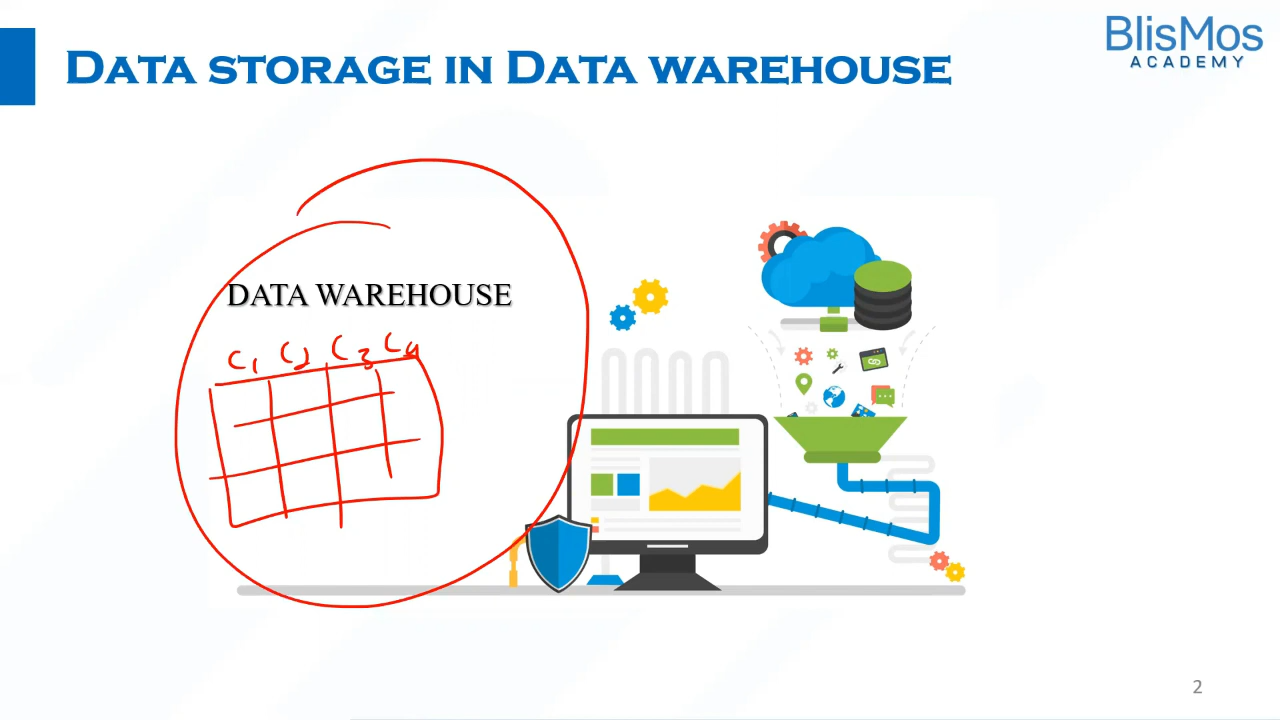 BlisMos
ACADEMY
DATA STORAGE IN DATA WAREHOUSE
DATA WAREHOUSE
C1 C2 C3 C4
2